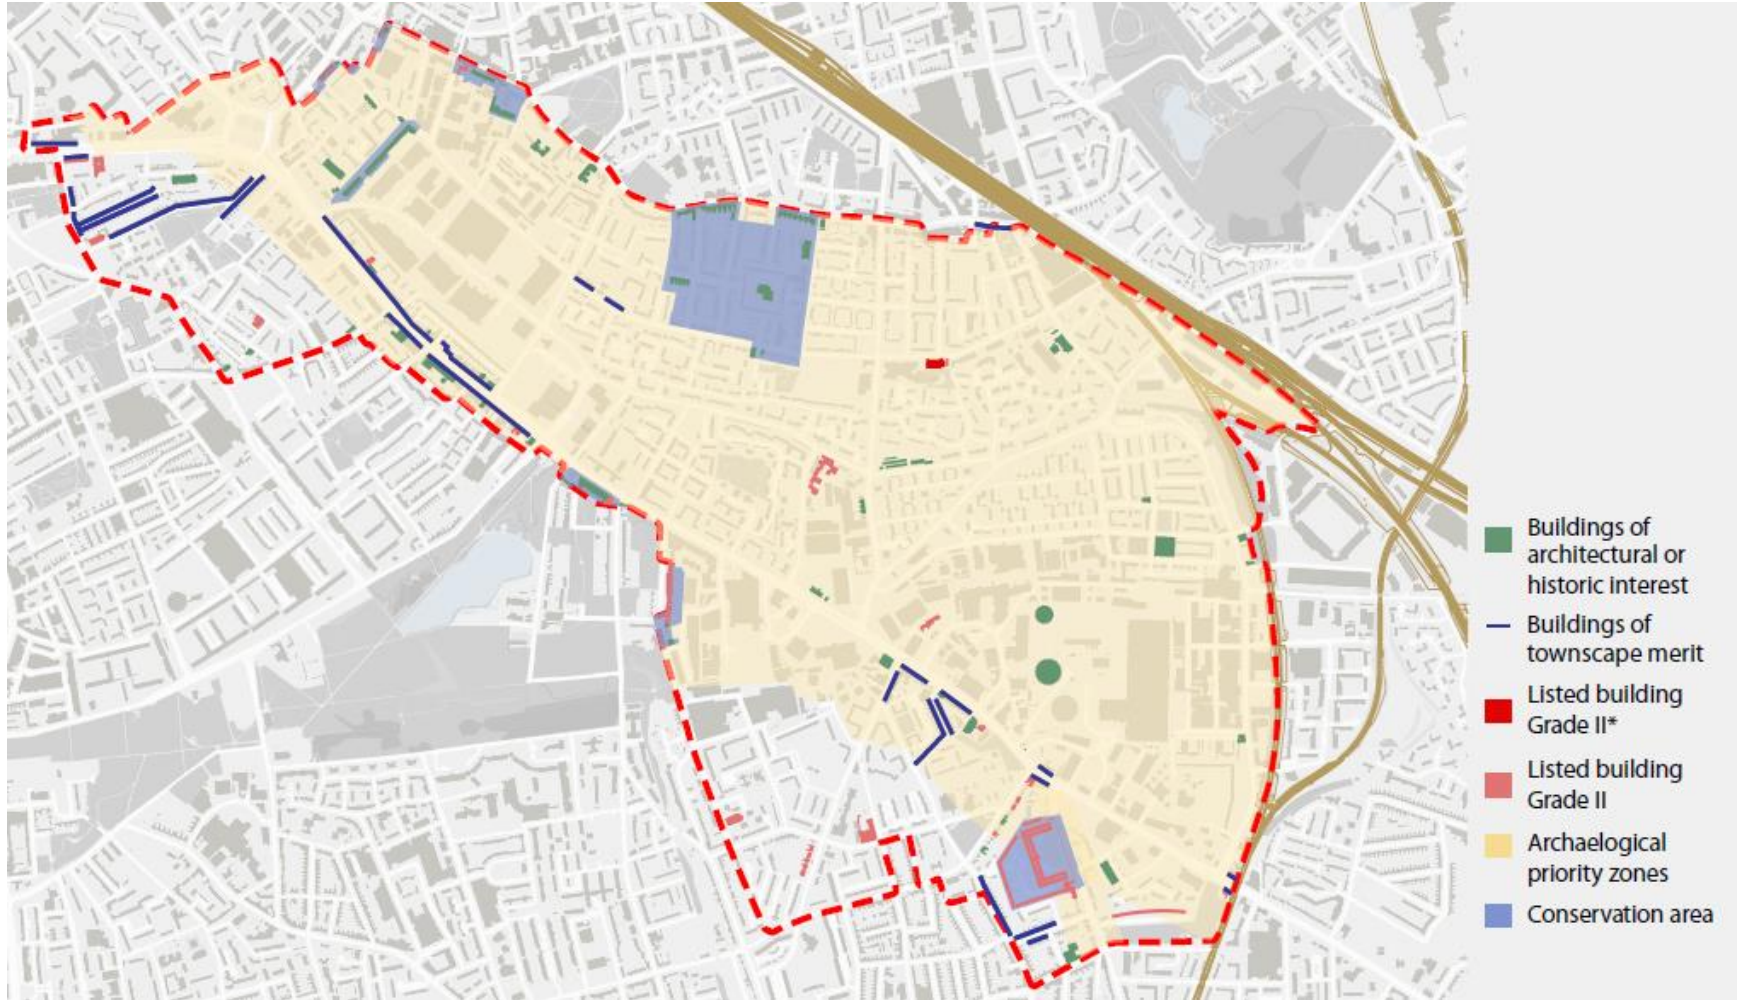 Buildings of
architectural or
historic interest
Buildings of
townscape merit
Listed building
Grade II*
Listed building
Grade II
Archaelogical
priority zones
Conservation area